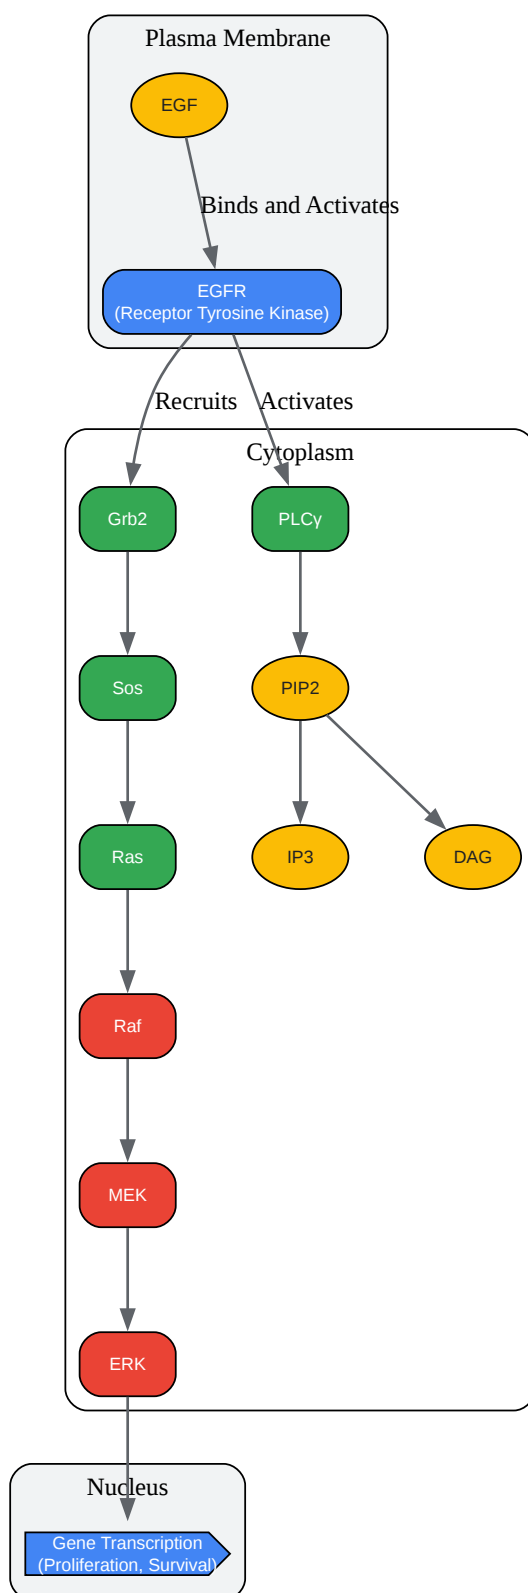 Plasma Membrane
EGF
Binds and Activates
EGFR
(Receptor Tyrosine Kinase)
Recruits
Activates
Cytoplasm
Grb2
PLCγ
Sos
PIP2
Ras
IP3
DAG
Raf
MEK
ERK
Nucleus
Gene Transcription
(Proliferation, Survival)